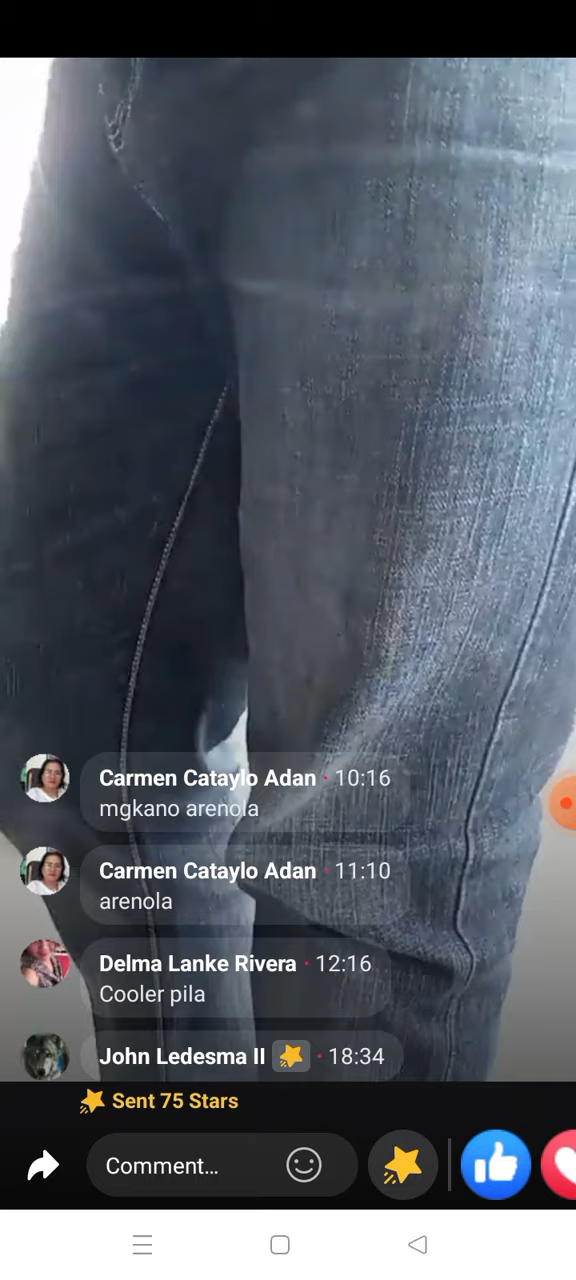 Carmen Cataylo Adan · 10:16
mgkano arenola
Carmen Cataylo Adan · 11:10
arenola
Delma Lanke Rivera · 12:16
Cooler pila
John Ledesma II · 18:34
Sent 75 Stars
Comment...